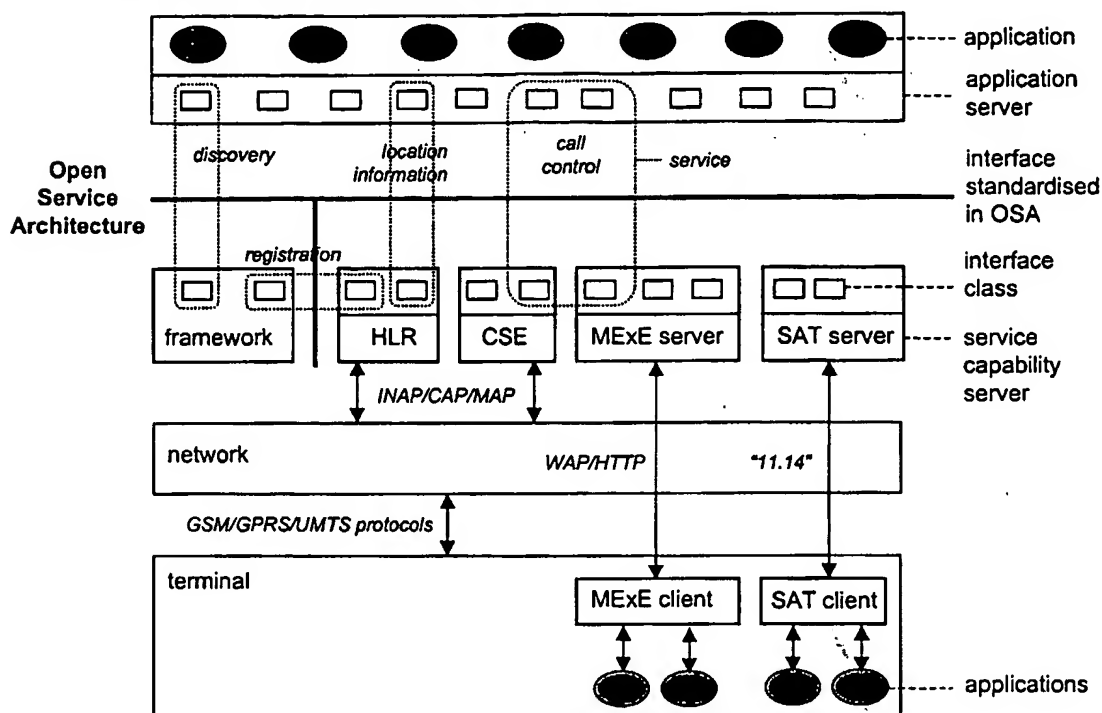 application
application
server
discovery
location
information
call
control
service
Open
Service
Architecture
interface
standardised
in OSA
registration
interface
class
framework
HLR
CSE
MExE server
SAT server
service
capability
server
INAP/CAP/MAP
network
WAP/HTTP
"11.14"
GSM/GPRS/UMTS protocols
terminal
MExE client
SAT client
applications